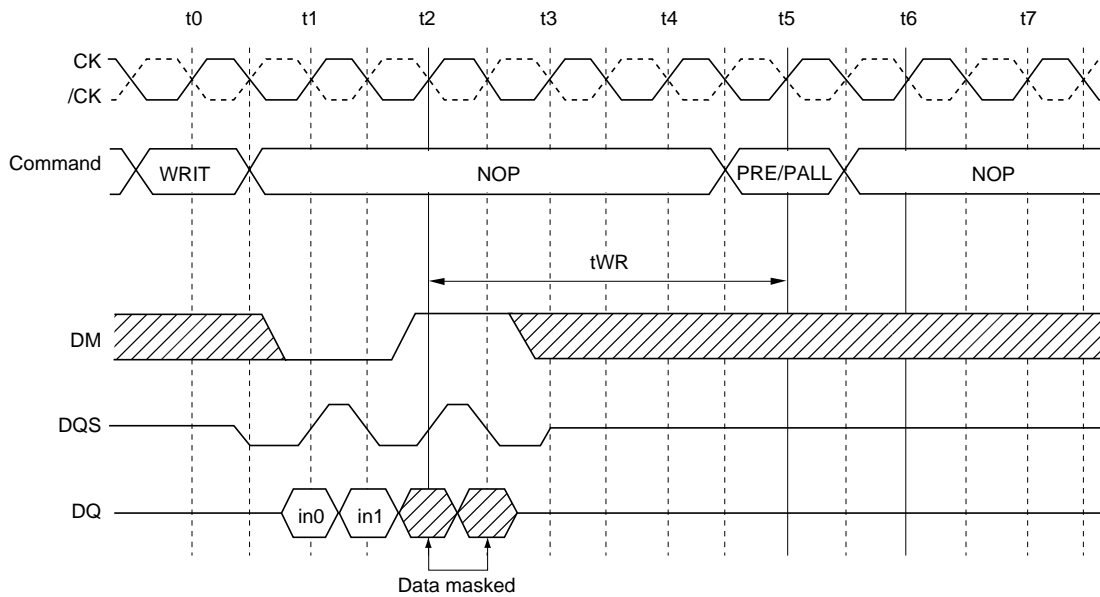 t0 t1 t2 t3 t4 t5 t6 t7
CK
/CK
Command WRIT NOP PRE/PALL NOP
tWR
DM
DQS
DQ in0 in1
Data masked